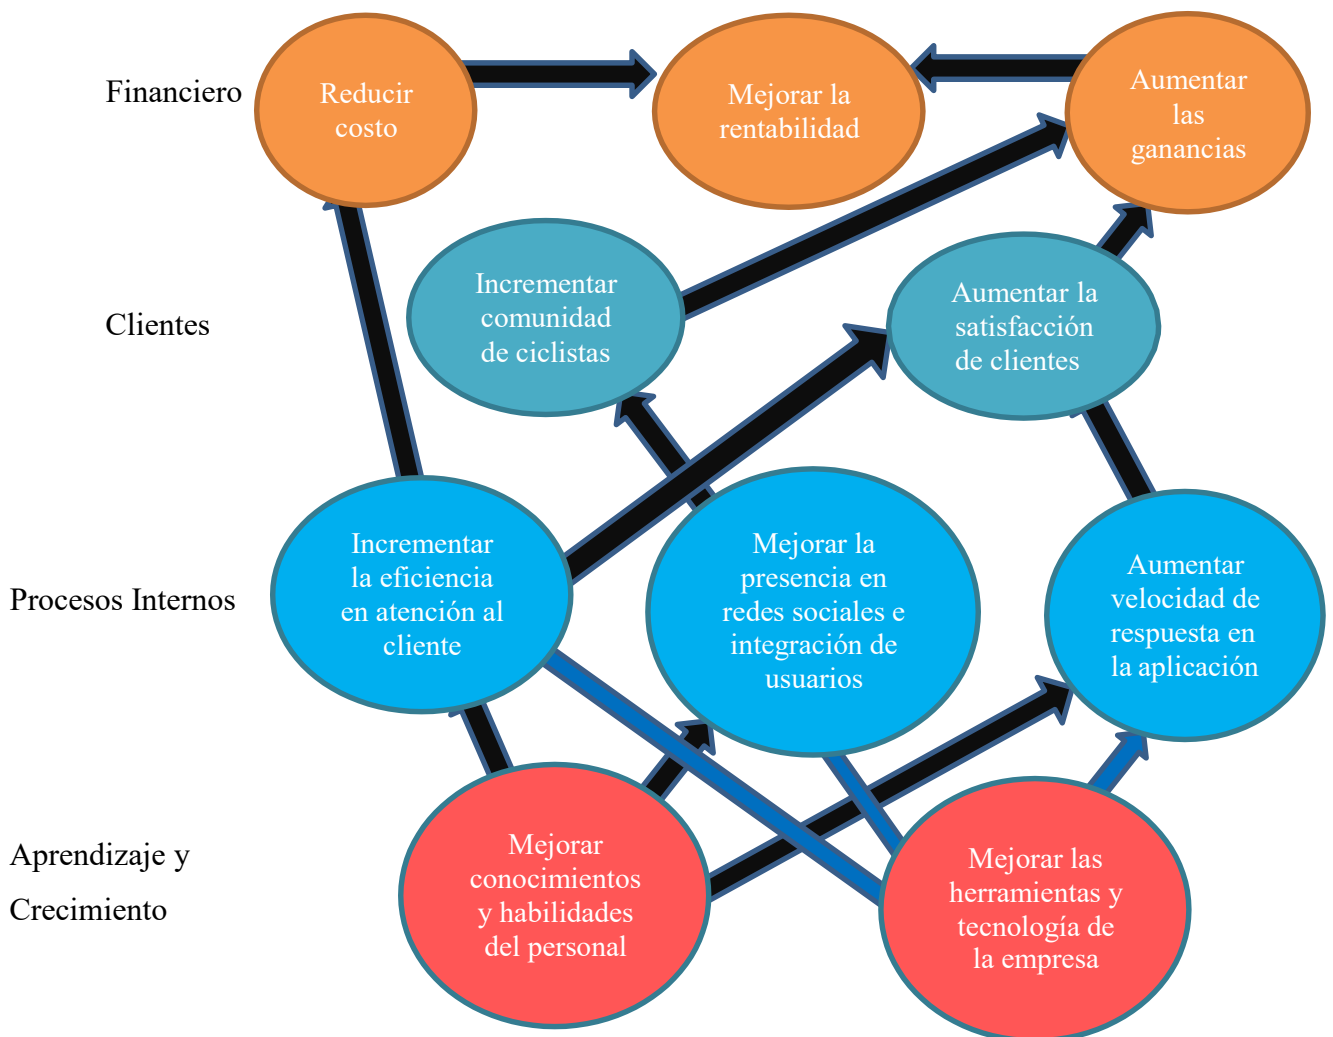 Financiero
Reducir
costo
Mejorar la
rentabilidad
Aumentar
las
ganancias
Clientes
Incrementar
comunidad
de ciclistas
Aumentar la
satisfacción
de clientes
Procesos Internos
Incrementar
la eficiencia
en atención al
cliente
Mejorar la
presencia en
redes sociales e
integración de
usuarios
Aumentar
velocidad de
respuesta en
la aplicación
Aprendizaje y
Crecimiento
Mejorar
conocimientos
y habilidades
del personal
Mejorar las
herramientas y
tecnología de
la empresa